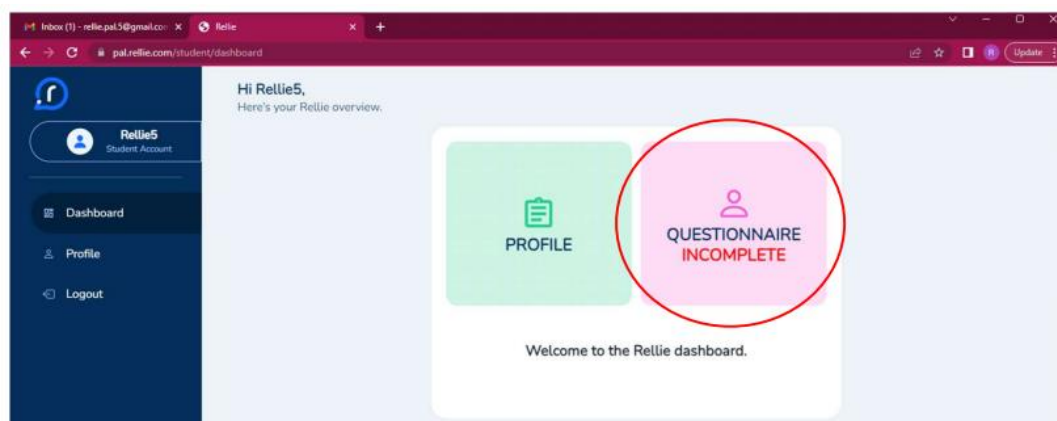 Inbox (1) - rellie.pal.5@gmail.co
Rellie
pal.rellie.com/student/dashboard
Update
r
Rellie5
Student Account
Dashboard
Profile
Logout
Hi Rellie5,
Here's your Rellie overview.
PROFILE
QUESTIONNAIRE
INCOMPLETE
Welcome to the Rellie dashboard.
R